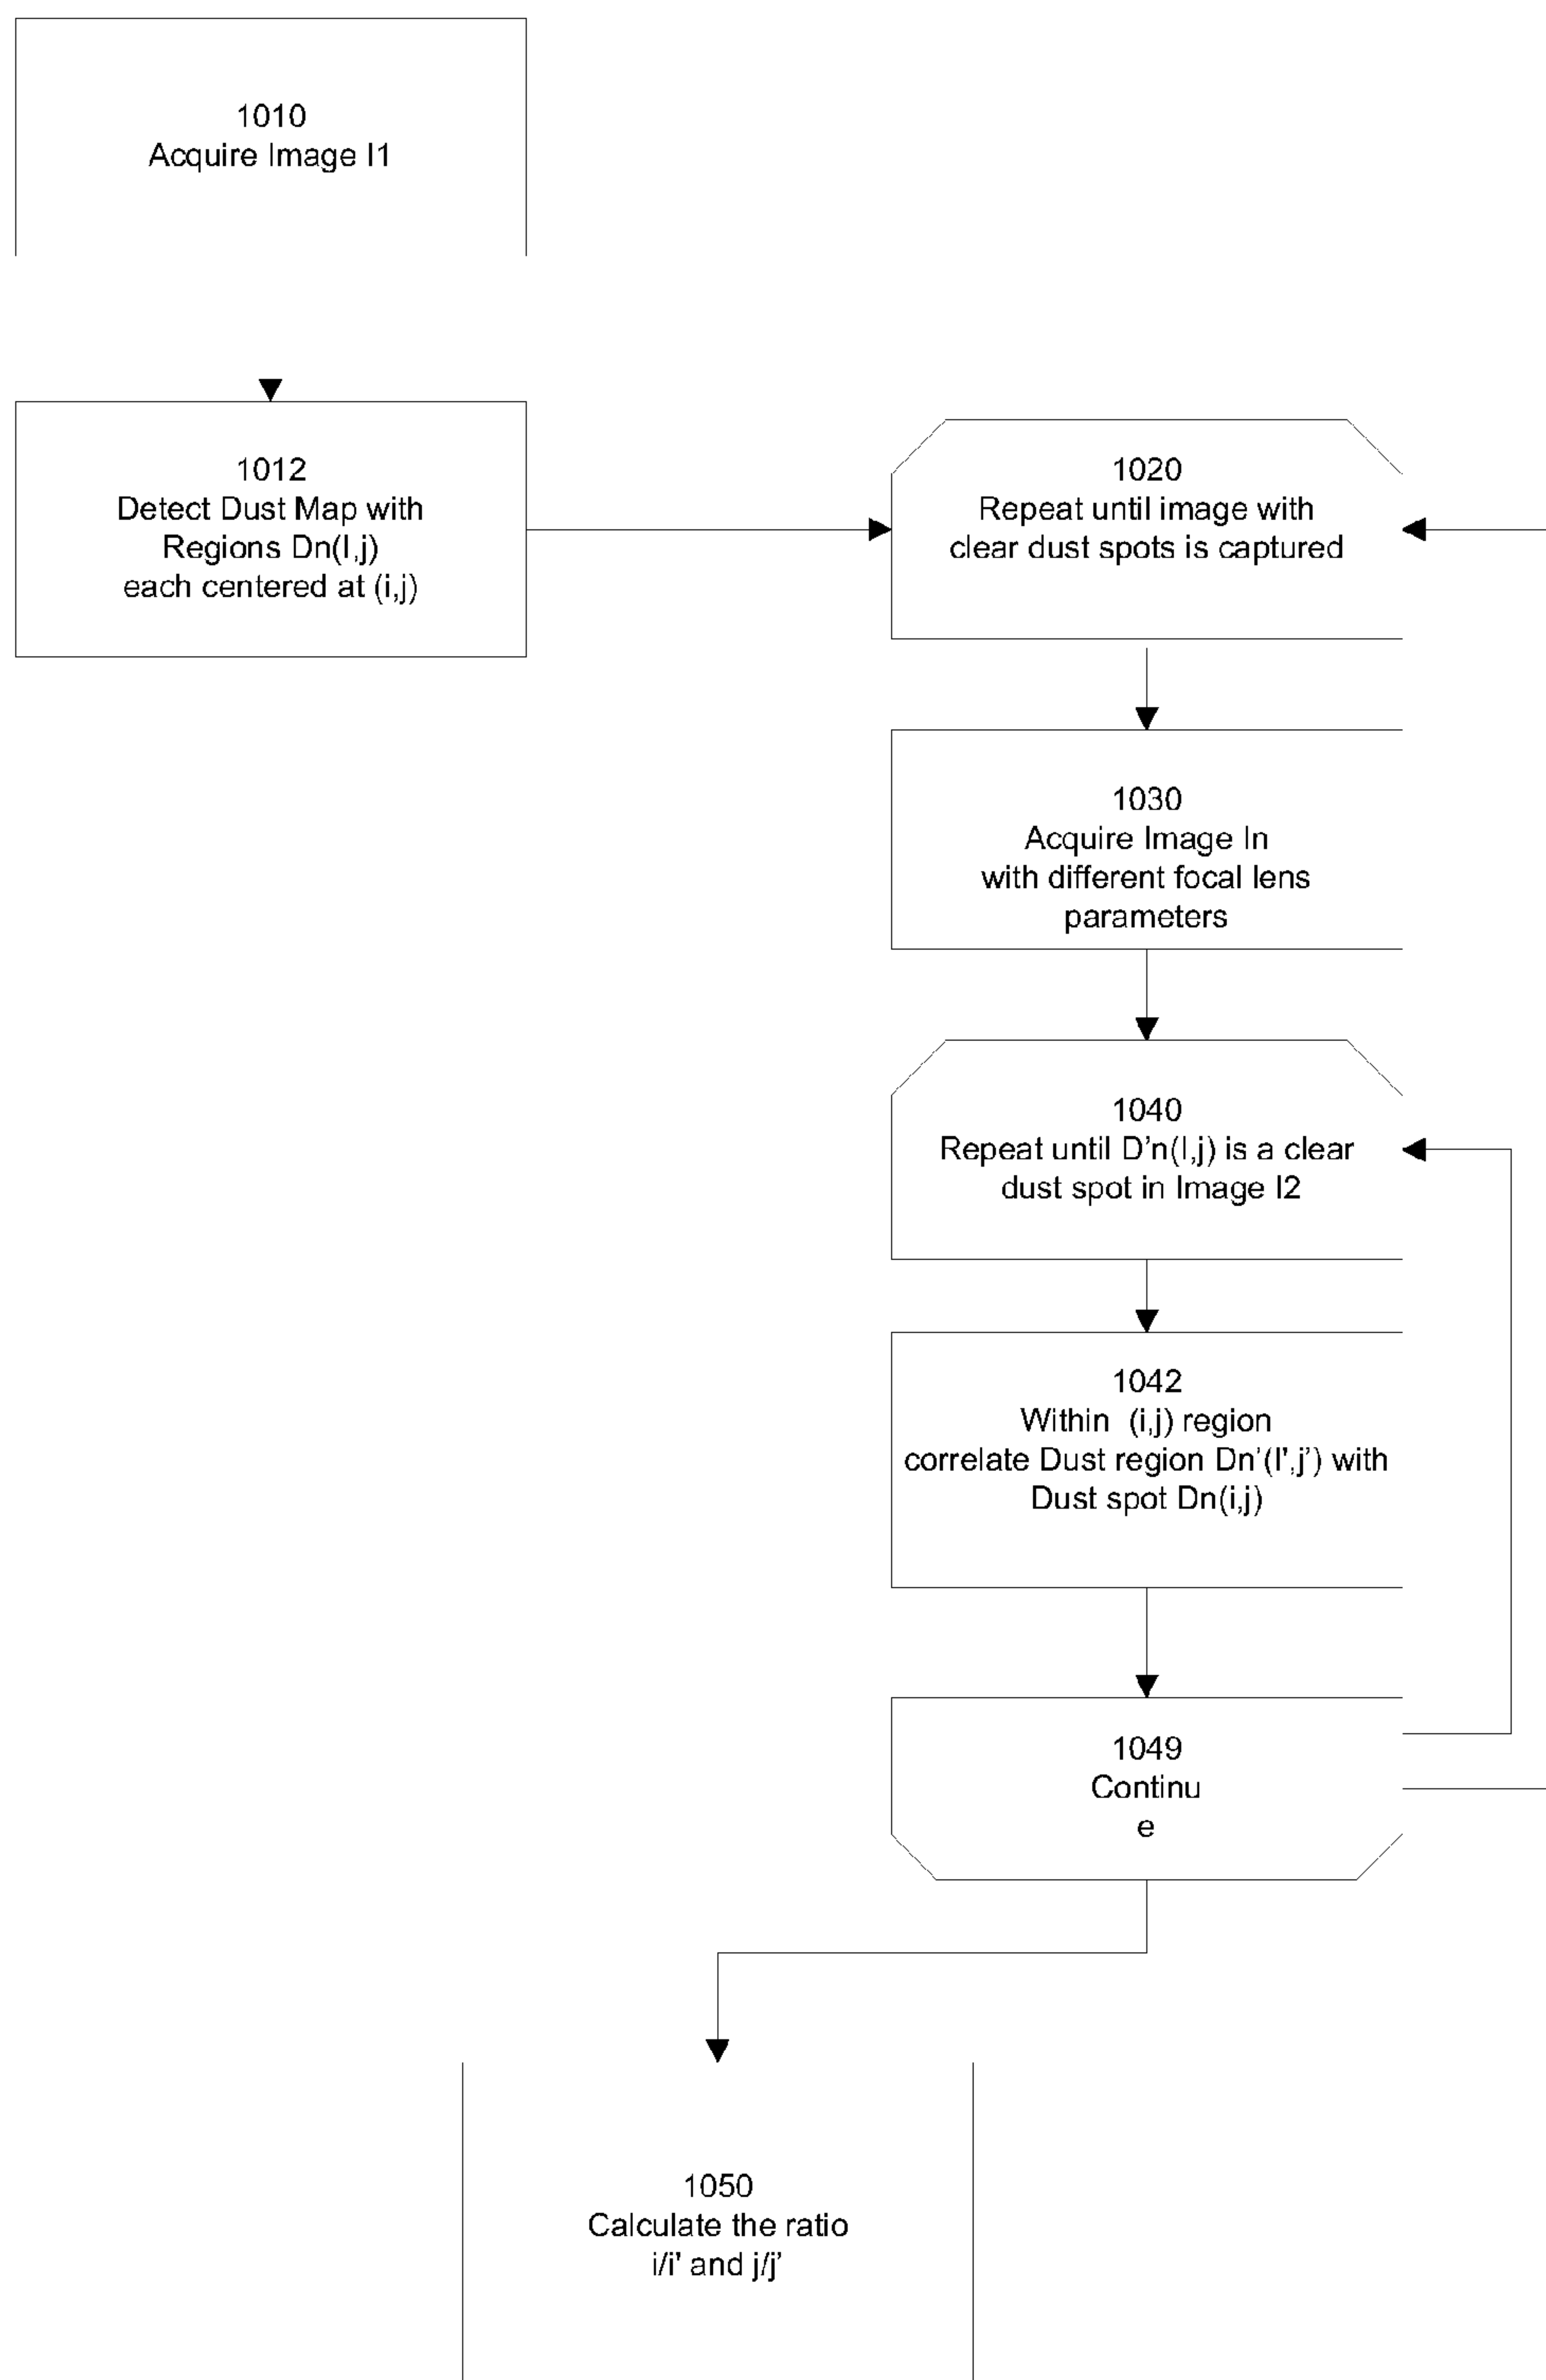 1010
Acquire Image I1
1012
Detect Dust Map with
Regions Dn(I,j)
each centered at (i,j)
1020
Repeat until image with
clear dust spots is captured
1030
Acquire Image In
with different focal lens
parameters
1040
Repeat until D'n(I,j) is a clear
dust spot in Image I2
1042
Within (i,j) region
correlate Dust region Dn'(I',j') with
Dust spot Dn(i,j)
1049
Continu
e
1050
Calculate the ratio
i/i' and j/j'